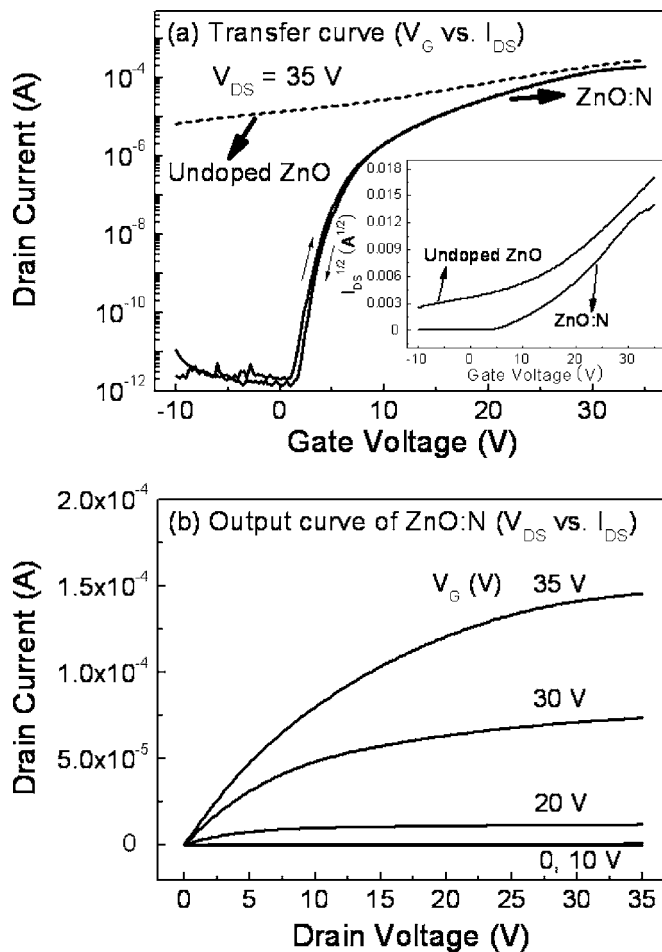 (a) Transfer curve (V_G vs. I_DS)
V_DS = 35 V
ZnO:N
Undoped ZnO
Drain Current (A)
10^-4
10^-6
10^-8
10^-10
10^-12
-10 0 10 20 30
Gate Voltage (V)
I_DS^1/2 (A^1/2)
0.018
0.015
0.012
0.009
0.006
0.003
0
Undoped ZnO
ZnO:N
-10 0 10 20 30
Gate Voltage (V)
(b) Output curve of ZnO:N (V_DS vs. I_DS)
V_G (V)
35 V
30 V
20 V
0, 10 V
Drain Current (A)
2.0x10^-4
1.5x10^-4
1.0x10^-4
5.0x10^-5
0
0 5 10 15 20 25 30 35
Drain Voltage (V)